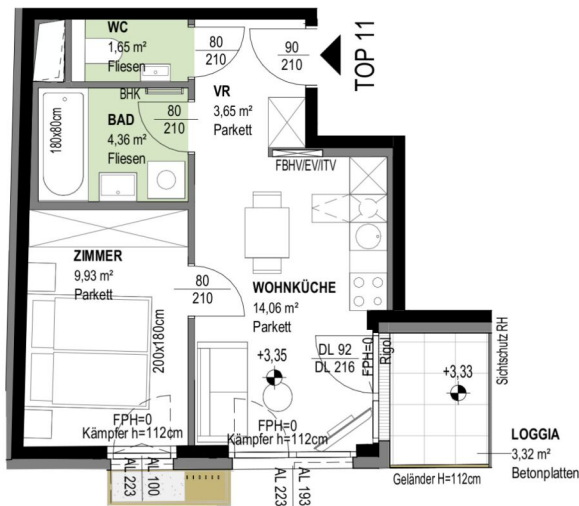 WC
1,65 m²
Fliesen
80
210
90
210
TOP 11
VR
3,65 m²
Parkett
BHK
BAD
4,36 m²
Fliesen
80
210
180x80cm
FBHV/EV/ITV
ZIMMER
9,93 m²
Parkett
80
210
WOHNKÜCHE
14,06 m²
Parkett
200x180cm
+3,35
DL 92
DL 216
FPH=0
Rigol
+3,33
Sichtschutz RH
FPH=0
Kämpfer h=112cm
FPH=0
Kämpfer h=112cm
LOGGIA
3,32 m²
Betonplatten
Geländer H=112cm
AL 100
AL 223
AL 193
AL 223